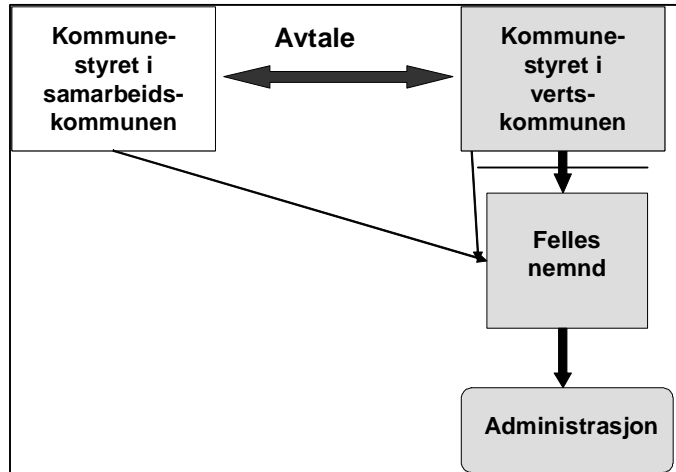 Kommune-
styret i
samarbeids-
kommunen
Avtale
Kommune-
styret i
verts-
kommunen
Felles
nemnd
Administrasjon